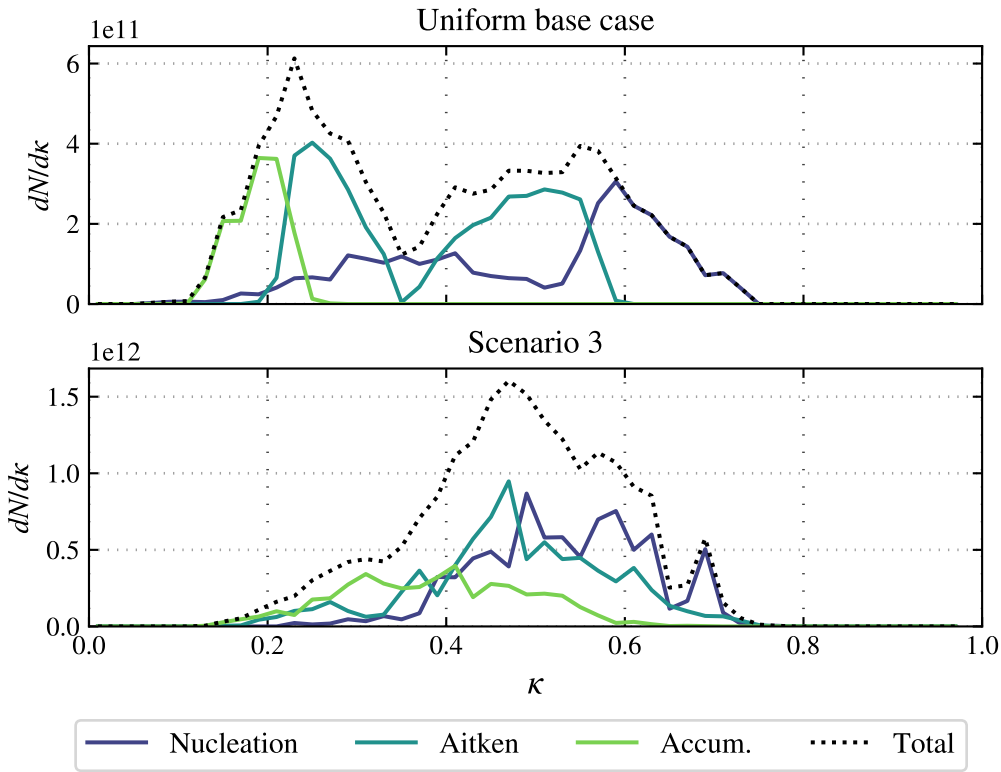 Uniform base case
1e11
6
4
2
0
dN/dκ
Scenario 3
1e12
1.5
1.0
0.5
0.0
dN/dκ
0.0 0.2 0.4 0.6 0.8 1.0
κ
Nucleation Aitken Accum. Total